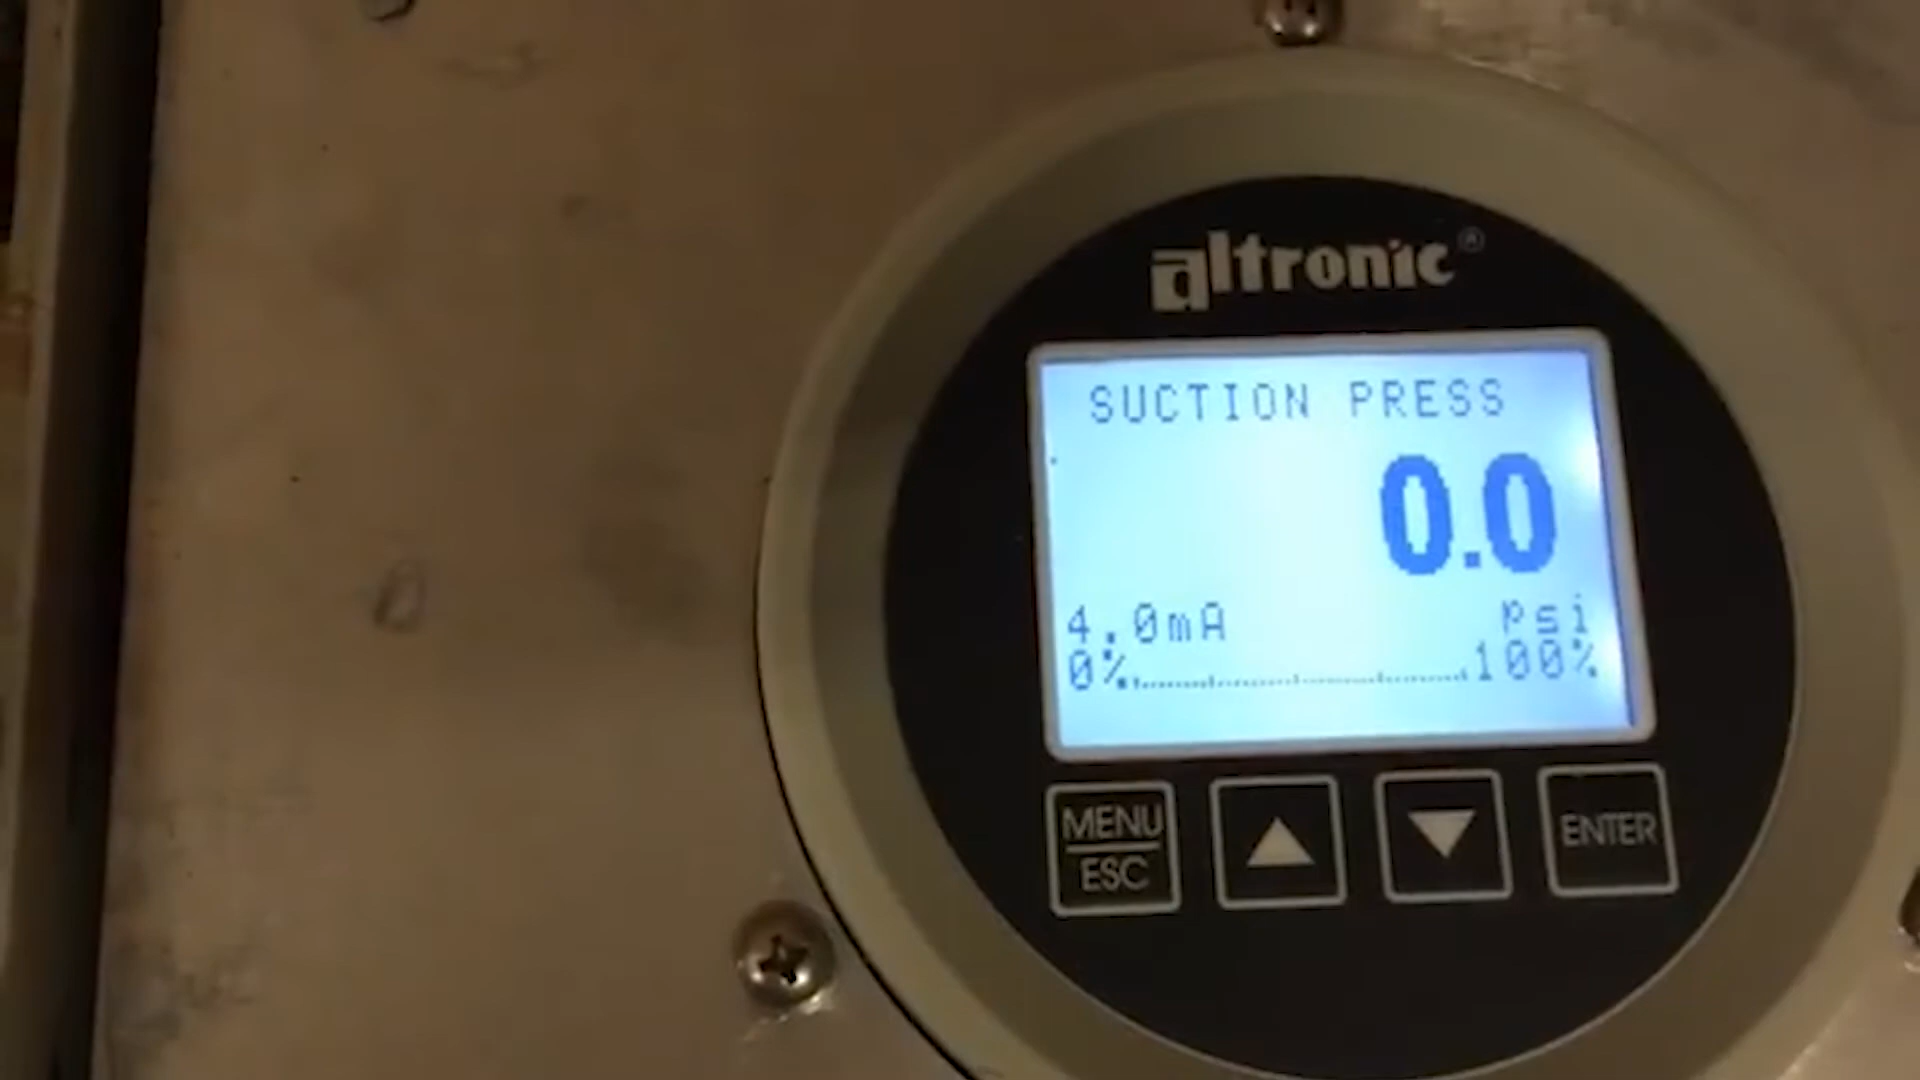 altronic®
SUCTION PRESS
0.0
4.0mA psi
0% 100%
MENU
ESC
ENTER